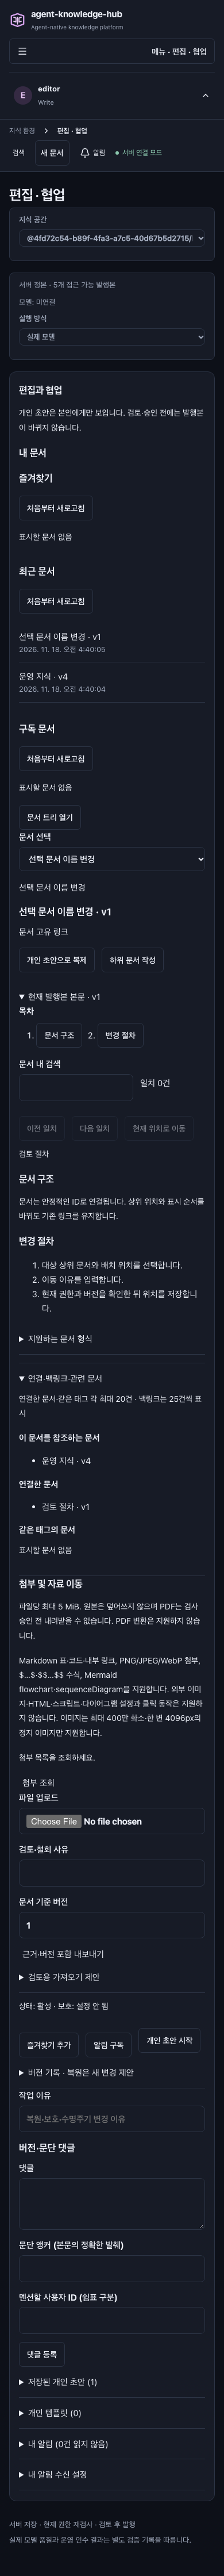 agent-knowledge-hub
Agent-native knowledge platform
메뉴 · 편집 · 협업
E
editor
Write
지식 환경
편집 · 협업
검색
새 문서
알림
서버 연결 모드
편집 · 협업
지식 공간
서버 정본 · 5개 접근 가능 발행본
모델: 미연결
실행 방식
실제 모델
편집과 협업
개인 초안은 본인에게만 보입니다. 검토·승인 전에는 발행본
이 바뀌지 않습니다.
내 문서
즐겨찾기
처음부터 새로고침
표시할 문서 없음
최근 문서
처음부터 새로고침
선택 문서 이름 변경 · v1
2026. 11. 18. 오전 4:40:05
운영 지식 · v4
2026. 11. 18. 오전 4:40:04
구독 문서
처음부터 새로고침
표시할 문서 없음
문서 트리 열기
문서 선택
선택 문서 이름 변경
선택 문서 이름 변경
선택 문서 이름 변경 · v1
문서 고유 링크
개인 초안으로 복제
하위 문서 작성
▼ 현재 발행본 본문 · v1
목차
1. 문서 구조
2. 변경 절차
문서 내 검색
일치 0건
이전 일치
다음 일치
현재 위치로 이동
검토 절차
문서 구조
문서는 안정적인 ID로 연결됩니다. 상위 위치와 표시 순서를
바꿔도 기존 링크를 유지합니다.
변경 절차
1. 대상 상위 문서와 배치 위치를 선택합니다.
2. 이동 이유를 입력합니다.
3. 현재 권한과 버전을 확인한 뒤 위치를 저장합니
다.
▶ 지원하는 문서 형식
▼ 연결·백링크·관련 문서
연결한 문서·같은 태그 각 최대 20건 · 백링크는 25건씩 표
시
이 문서를 참조하는 문서
• 운영 지식 · v4
연결한 문서
• 검토 절차 · v1
같은 태그의 문서
표시할 문서 없음
첨부 및 자료 이동
파일당 최대 5 MiB. 원본은 덮어쓰지 않으며 PDF는 검사
승인 전 내려받을 수 없습니다. PDF 변환은 지원하지 않습
니다.
Markdown 표·코드·내부 링크, PNG/JPEG/WebP 첨부,
$...$·$$...$$ 수식, Mermaid
flowchart·sequenceDiagram를 지원합니다. 외부 이미
지·HTML·스크립트·다이어그램 설정과 클릭 동작은 지원하
지 않습니다. 이미지는 최대 400만 화소·한 변 4096px의
정지 이미지만 지원합니다.
첨부 목록을 조회하세요.
첨부 조회
파일 업로드
Choose File No file chosen
검토·철회 사유
문서 기준 버전
1
근거·버전 포함 내보내기
▶ 검토용 가져오기 제안
상태: 활성 · 보호: 설정 안 됨
즐겨찾기 추가
알림 구독
개인 초안 시작
▶ 버전 기록 · 복원은 새 변경 제안
작업 이유
복원·보호·수명주기 변경 이유
버전·문단 댓글
댓글
문단 앵커 (본문의 정확한 발췌)
멘션할 사용자 ID (쉼표 구분)
댓글 등록
▶ 저장된 개인 초안 (1)
▶ 개인 템플릿 (0)
▶ 내 알림 (0건 읽지 않음)
▶ 내 알림 수신 설정
서버 저장 · 현재 권한 재검사 · 검토 후 발행
실제 모델 품질과 운영 인수 결과는 별도 검증 기록을 따릅니다.